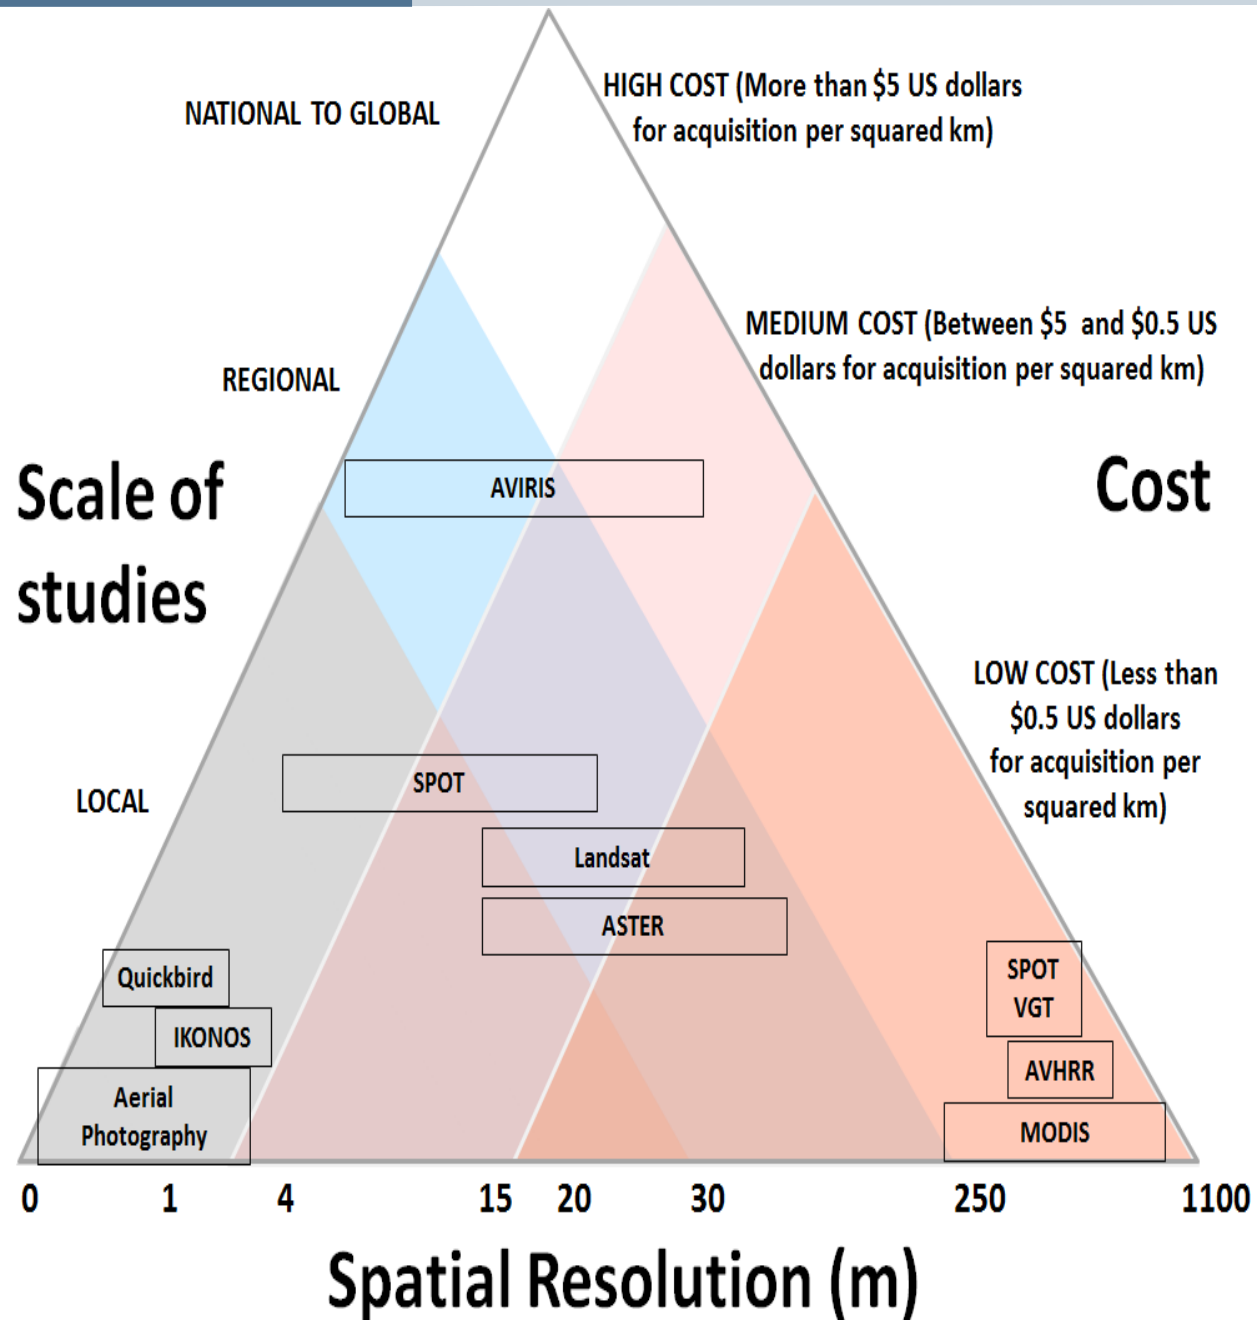 NATIONAL TO GLOBAL
HIGH COST (More than $5 US dollars
for acquisition per squared km)
REGIONAL
MEDIUM COST (Between $5 and $0.5 US
dollars for acquisition per squared km)
Scale of
studies
Cost
AVIRIS
LOCAL
LOW COST (Less than
$0.5 US dollars
for acquisition per
squared km)
SPOT
Landsat
ASTER
Quickbird
IKONOS
Aerial
Photography
SPOT
VGT
AVHRR
MODIS
0 1 4 15 20 30 250 1100
Spatial Resolution (m)